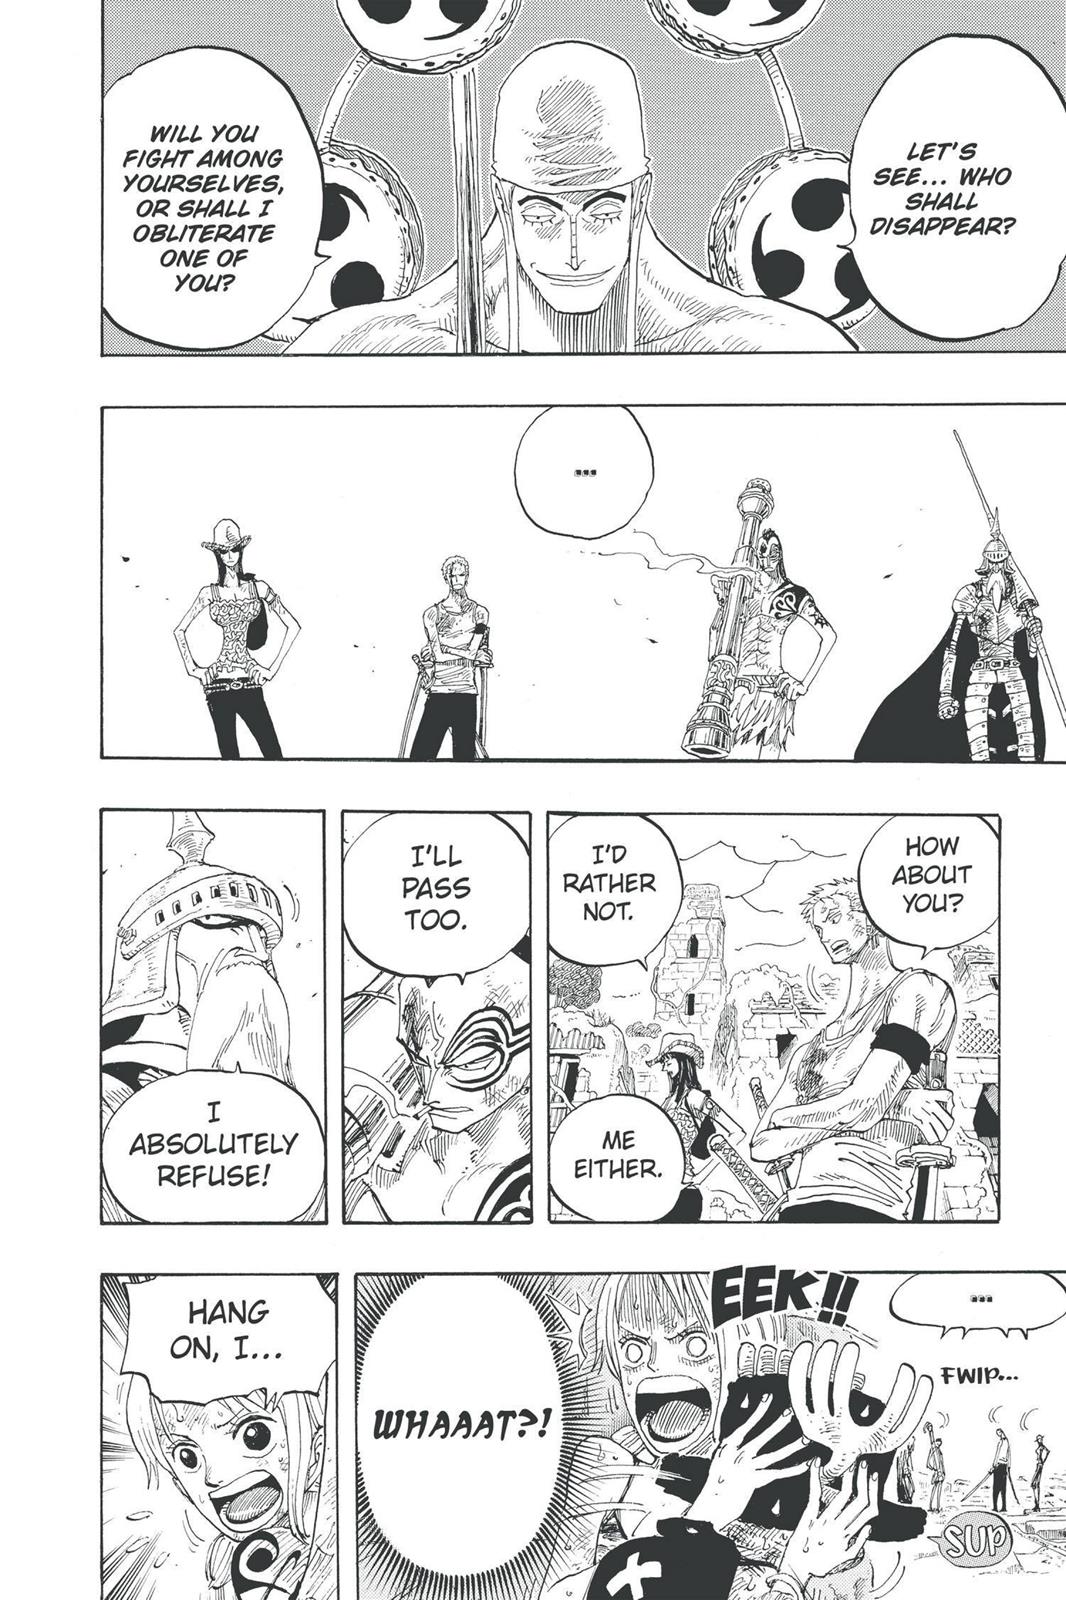 LET'S
SEE... WHO
SHALL
DISAPPEAR?
WILL YOU
FIGHT AMONG
YOURSELVES,
OR SHALL I
OBLITERATE
ONE OF
YOU?
...
HOW
ABOUT
YOU?
I'D
RATHER
NOT.
ME
EITHER.
I'LL
PASS
TOO.
I
ABSOLUTELY
REFUSE!
...
FWIP...
SUP
EEK!!
WHAAAT?!
HANG
ON, I...